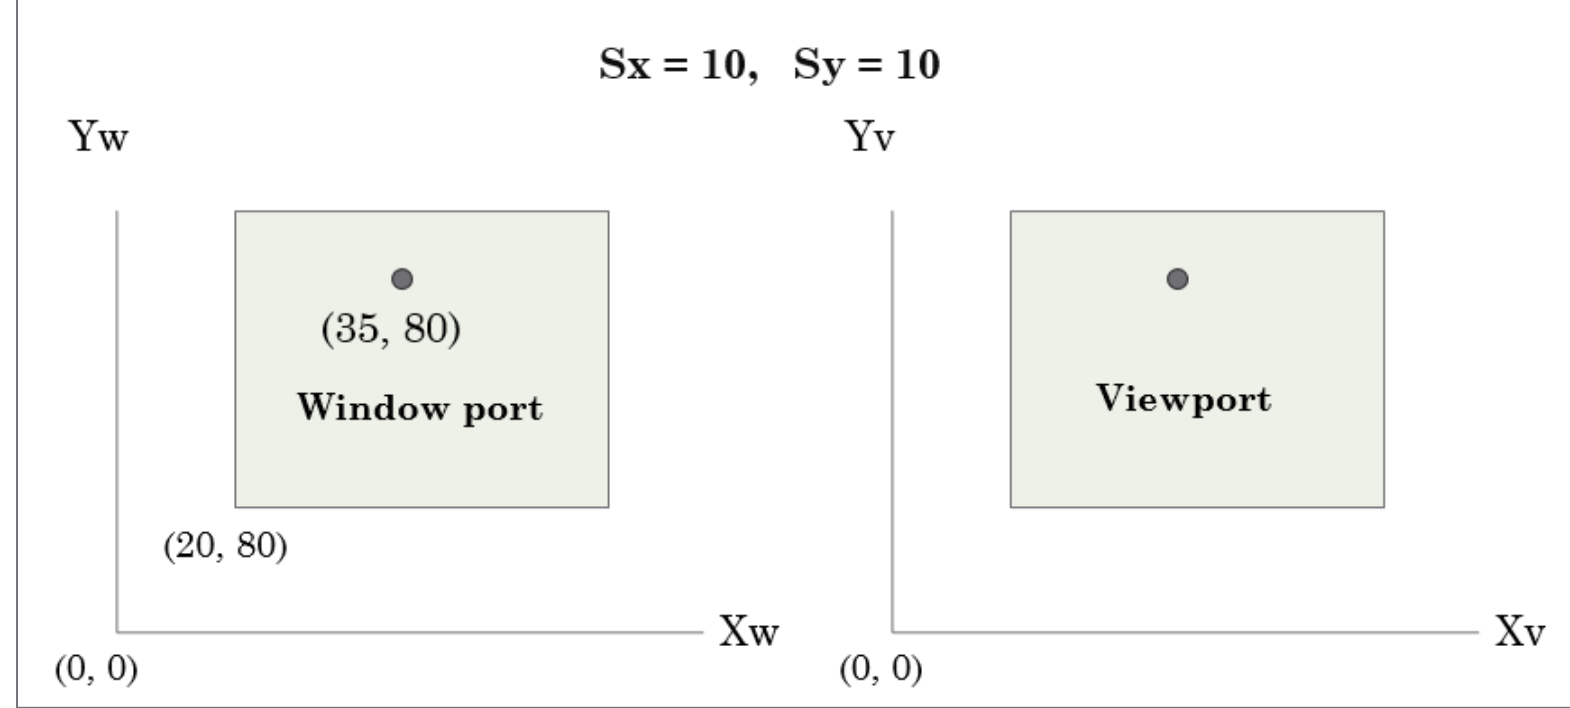 Sx = 10, Sy = 10
Yw
Yv
(35, 80)
Window port
Viewport
(20, 80)
Xw
Xv
(0, 0)
(0, 0)